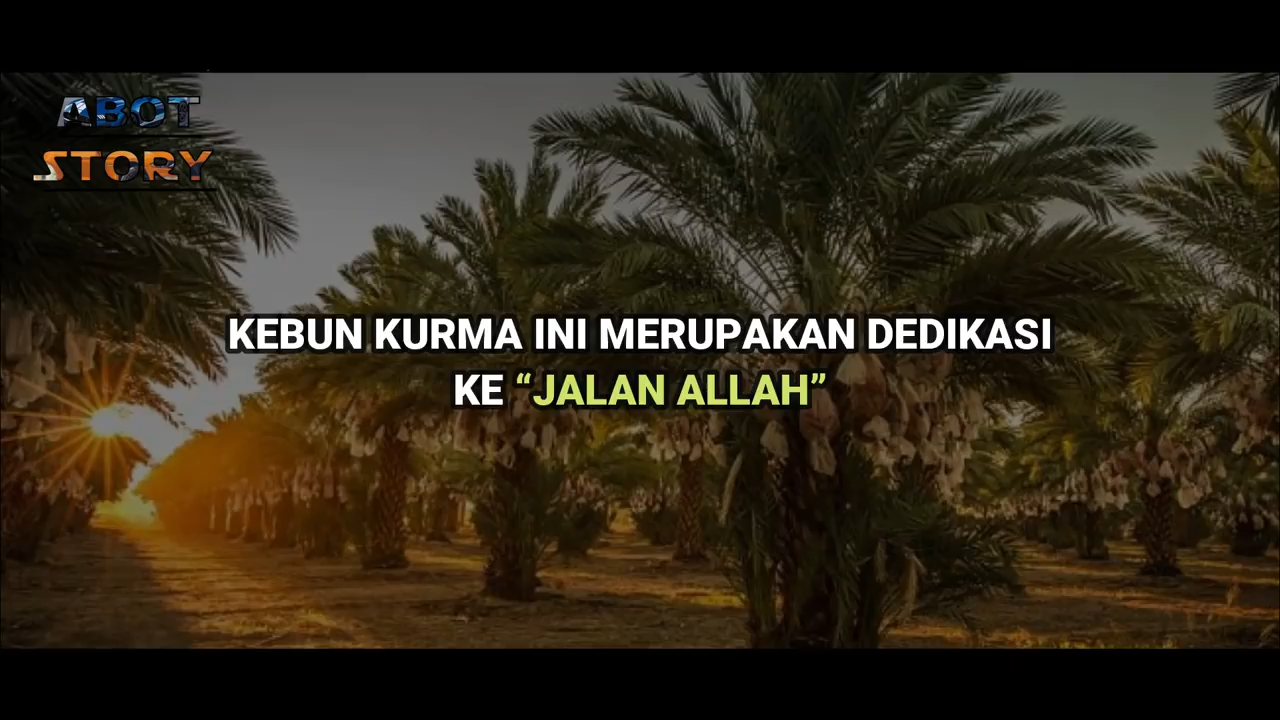 ABOT
STORY
KEBUN KURMA INI MERUPAKAN DEDIKASI
KE “JALAN ALLAH”